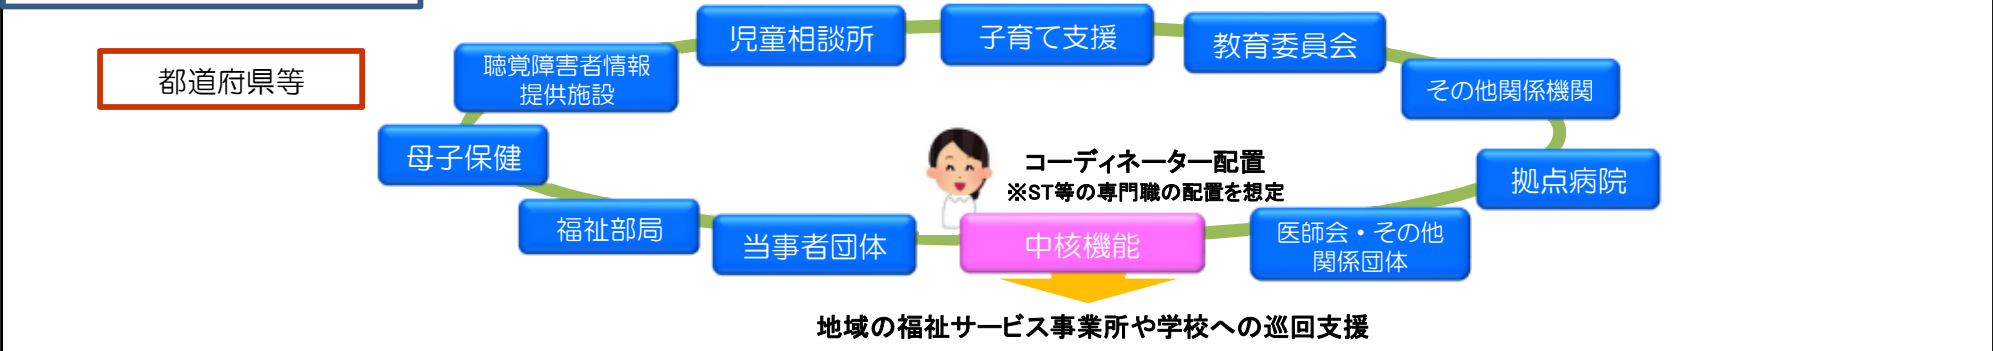 児童相談所
子育て支援
教育委員会
聴覚障害者情報
提供施設
都道府県等
その他関係機関
母子保健
コーディネーター配置
※ST等の専門職の配置を想定
拠点病院
福祉部局
当事者団体
中核機能
医師会・その他
関係団体
地域の福祉サービス事業所や学校への巡回支援